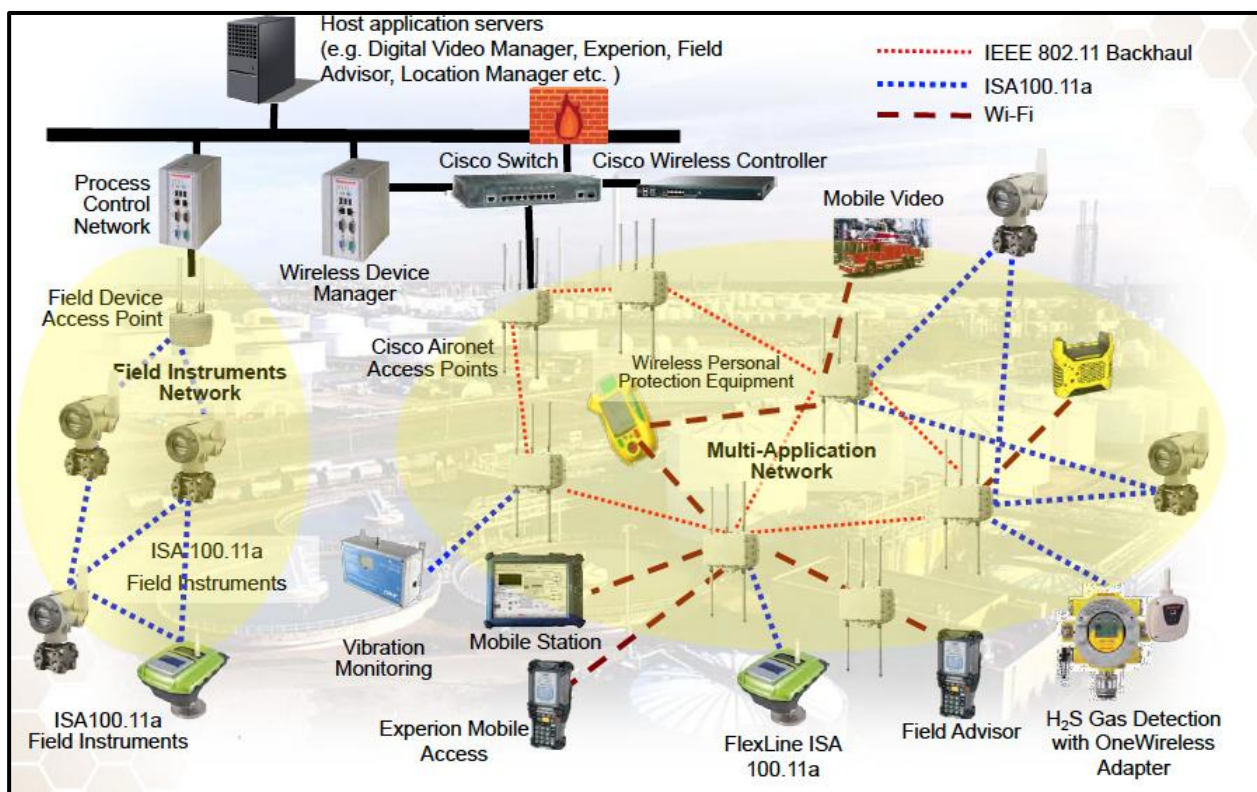 Host application servers
(e.g. Digital Video Manager, Experion, Field
Advisor, Location Manager etc. )
IEEE 802.11 Backhaul
ISA100.11a
Wi-Fi
Process
Control
Network
Cisco Switch
Cisco Wireless Controller
Wireless Device
Manager
Mobile Video
Field Device
Access Point
Cisco Aironet
Access Points
Wireless Personal
Protection Equipment
Field Instruments
Network
Multi-Application
Network
ISA 100.11a
Field Instruments
Vibration
Monitoring
Mobile Station
ISA100.11a
Field Instruments
Experion Mobile
Access
FlexLine ISA
100.11a
Field Advisor
H₂S Gas Detection
with OneWireless
Adapter